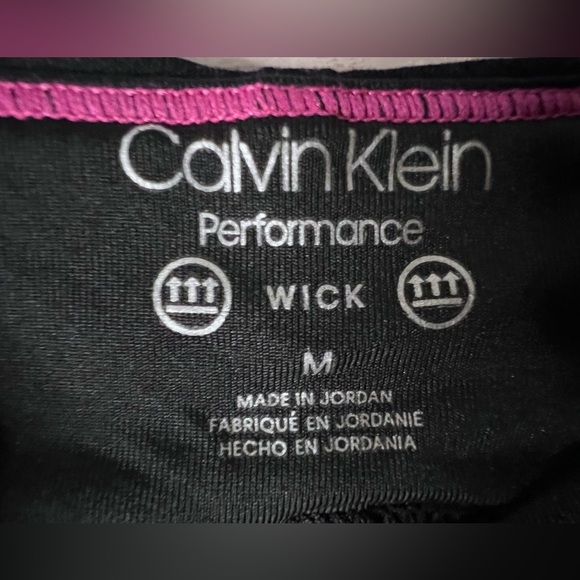 Calvin Klein
Performance
WICK
M
MADE IN JORDAN
FABRIQUÉ EN JORDANIE
HECHO EN JORDANIA